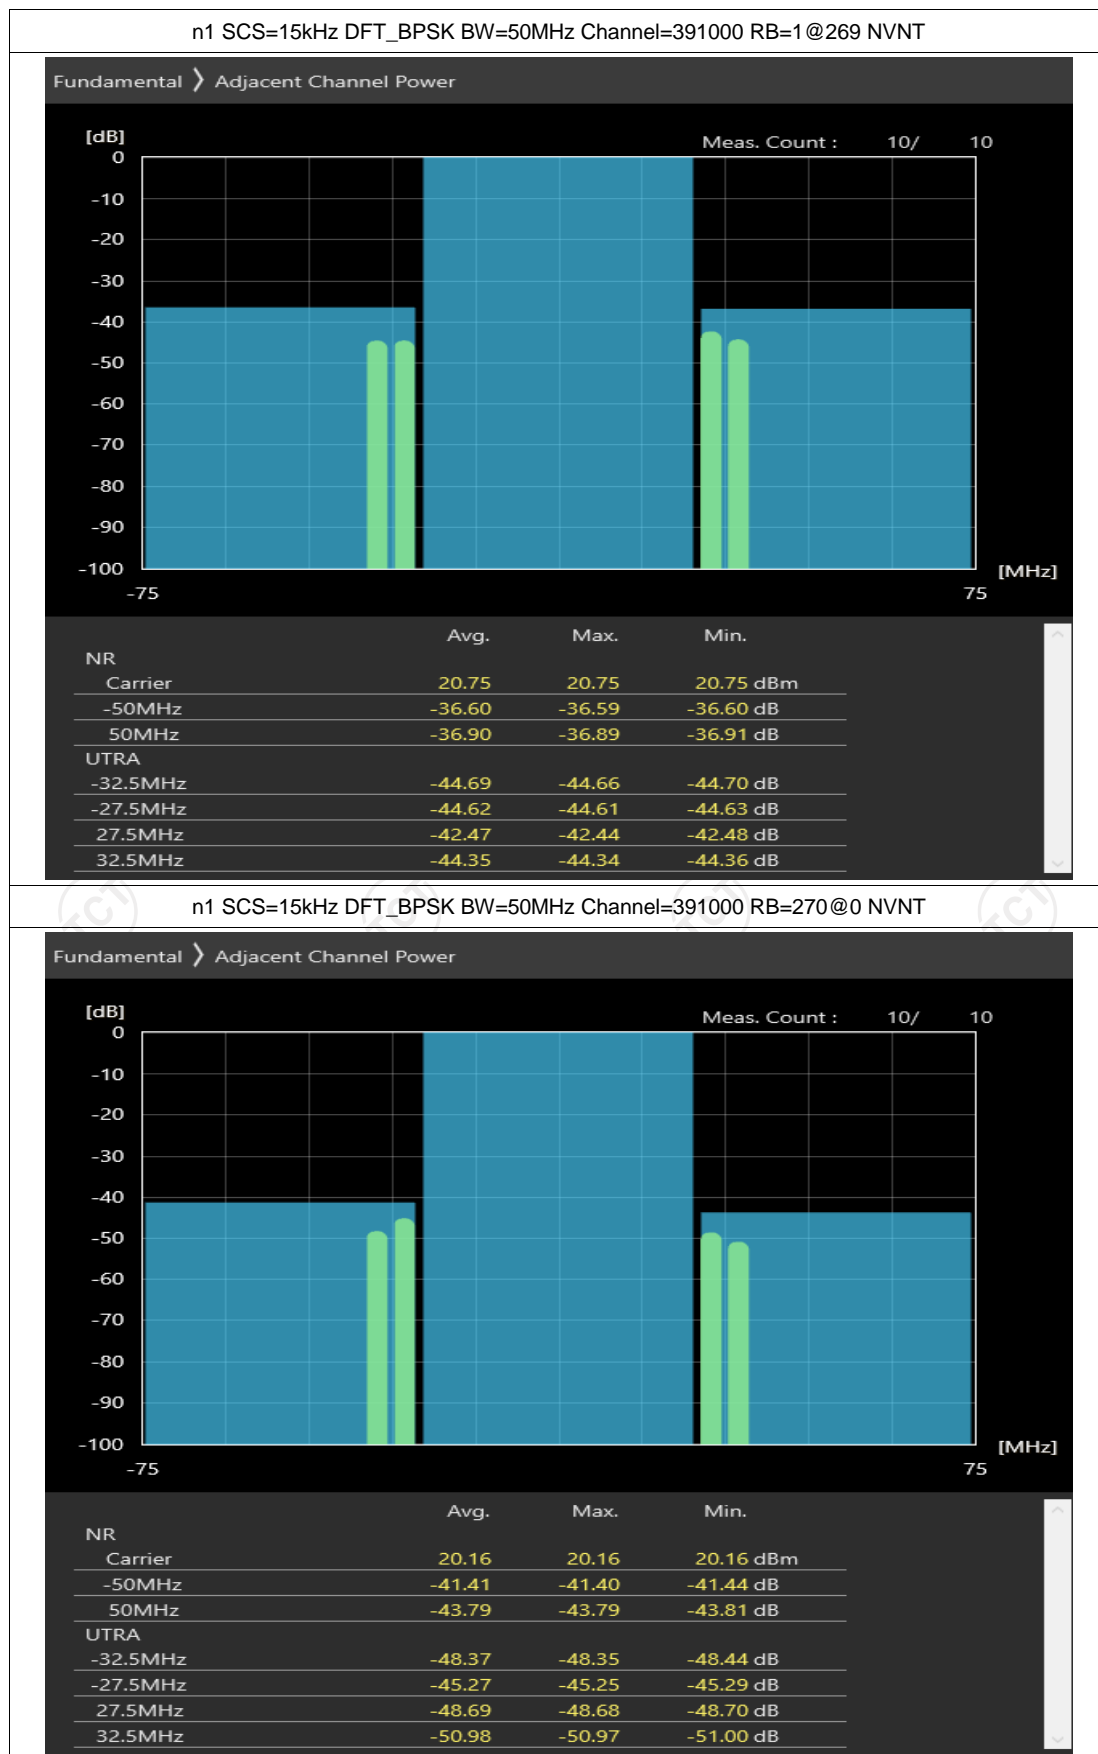 n1 SCS=15kHz DFT_BPSK BW=50MHz Channel=391000 RB=1@269 NVNT
Fundamental ❯ Adjacent Channel Power
[dB]
Meas. Count : 10/ 10
0
-10
-20
-30
-40
-50
-60
-70
-80
-90
-100
[MHz]
-75 75
Avg. Max. Min.
NR
Carrier 20.75 20.75 20.75 dBm
-50MHz -36.60 -36.59 -36.60 dB
50MHz -36.90 -36.89 -36.91 dB
UTRA
-32.5MHz -44.69 -44.66 -44.70 dB
-27.5MHz -44.62 -44.61 -44.63 dB
27.5MHz -42.47 -42.44 -42.48 dB
32.5MHz -44.35 -44.34 -44.36 dB
TCT TCT TCT TCT
n1 SCS=15kHz DFT_BPSK BW=50MHz Channel=391000 RB=270@0 NVNT
Fundamental ❯ Adjacent Channel Power
[dB]
Meas. Count : 10/ 10
0
-10
-20
-30
-40
-50
-60
-70
-80
-90
-100
[MHz]
-75 75
Avg. Max. Min.
NR
Carrier 20.16 20.16 20.16 dBm
-50MHz -41.41 -41.40 -41.44 dB
50MHz -43.79 -43.79 -43.81 dB
UTRA
-32.5MHz -48.37 -48.35 -48.44 dB
-27.5MHz -45.27 -45.25 -45.29 dB
27.5MHz -48.69 -48.68 -48.70 dB
32.5MHz -50.98 -50.97 -51.00 dB